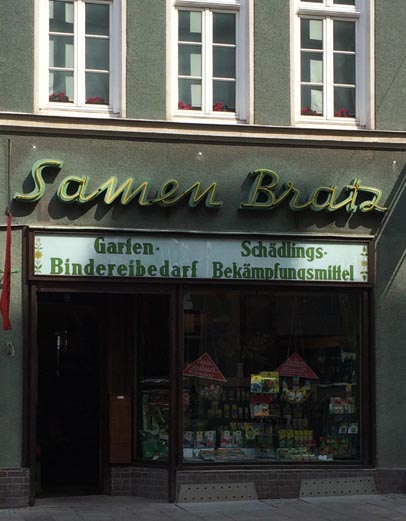 Samen Bratz
Garten-
Bindereibedarf
Schädlings-
Bekämpfungsmittel